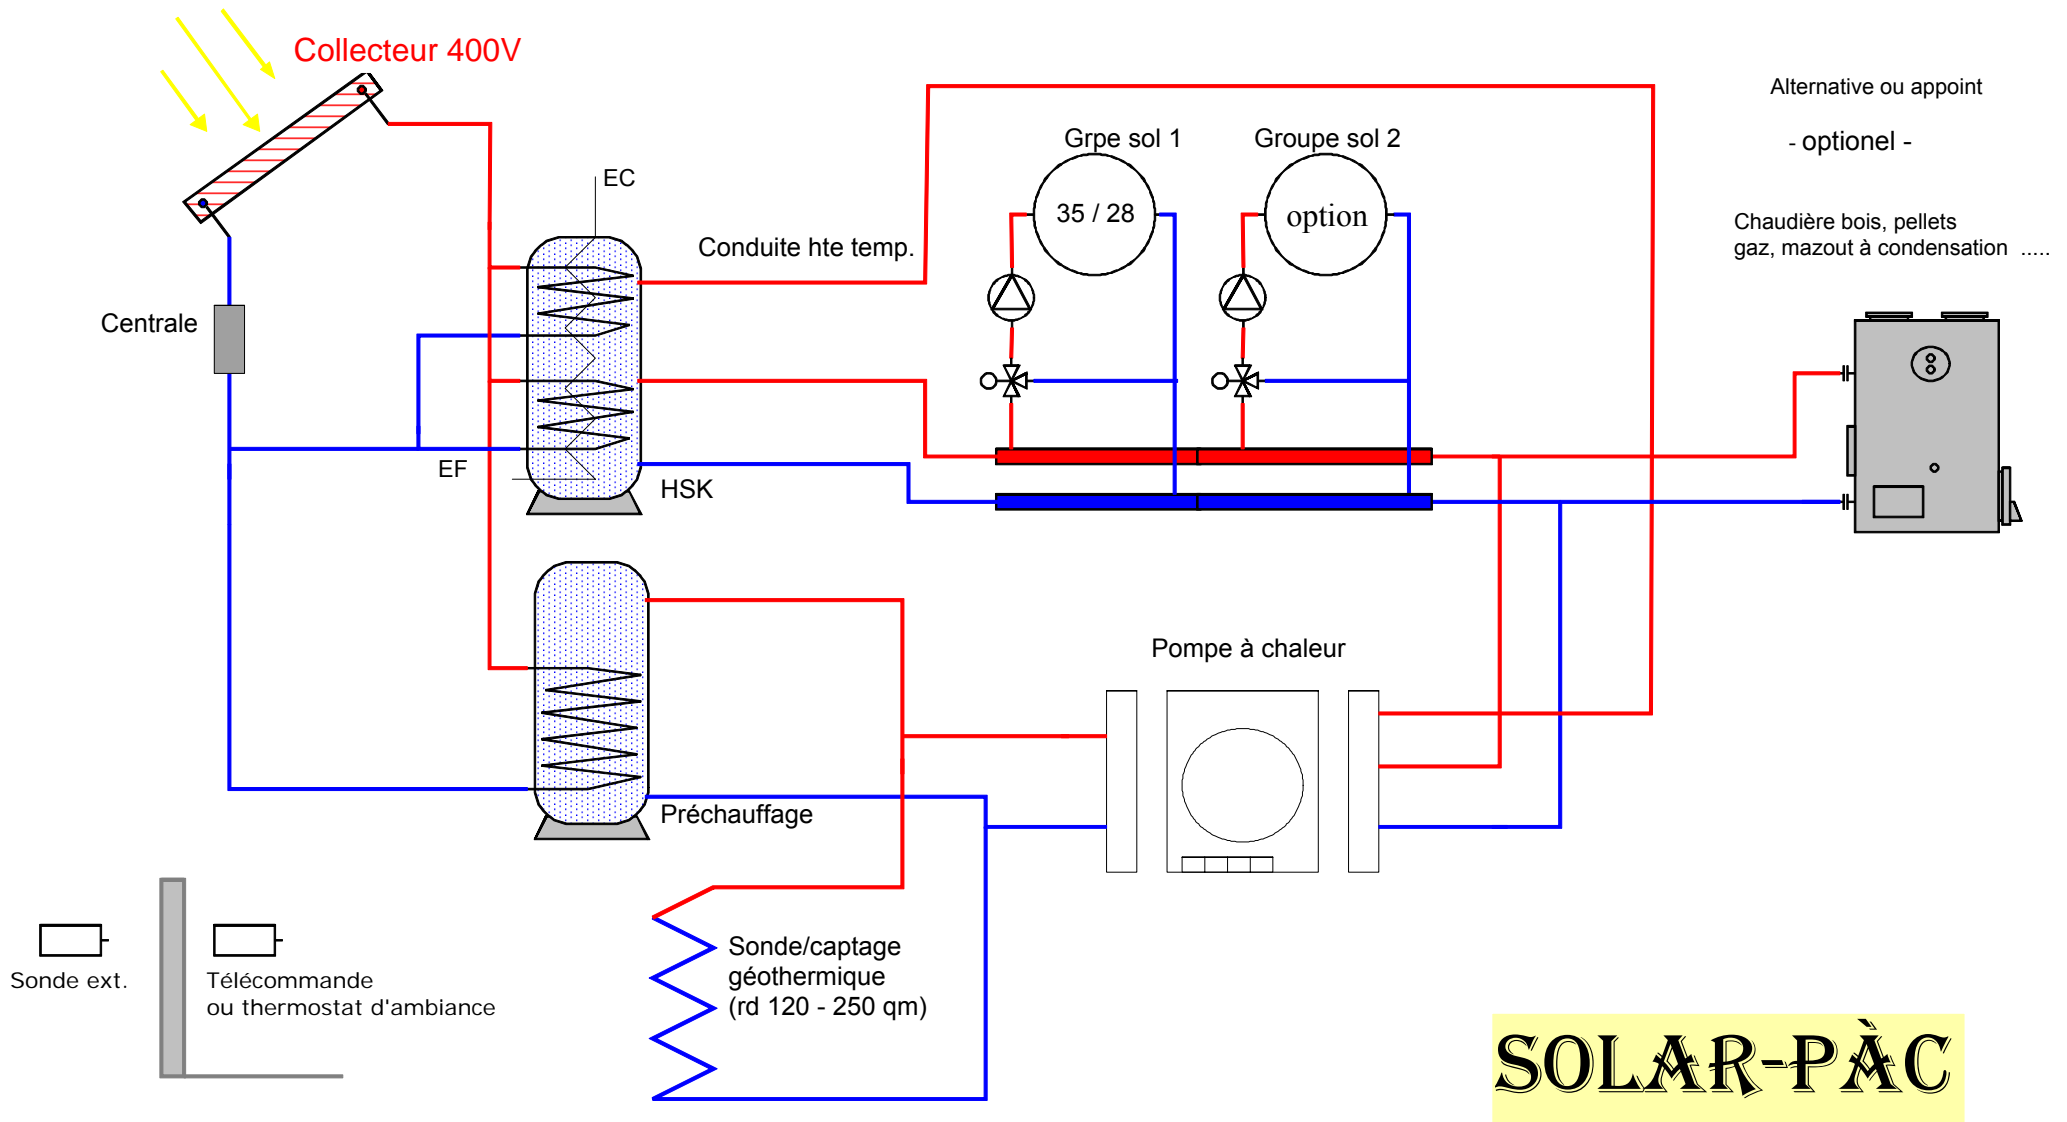 Collecteur 400V
Alternative ou appoint
- optionel -
Grpe sol 1
Groupe sol 2
EC
35 / 28
option
Conduite hte temp.
Chaudière bois, pellets
gaz, mazout à condensation .....
Centrale
EF
HSK
Pompe à chaleur
Préchauffage
Sonde/captage
géothermique
(rd 120 - 250 qm)
Sonde ext.
Télécommande
ou thermostat d'ambiance
SOLAR-PÀC